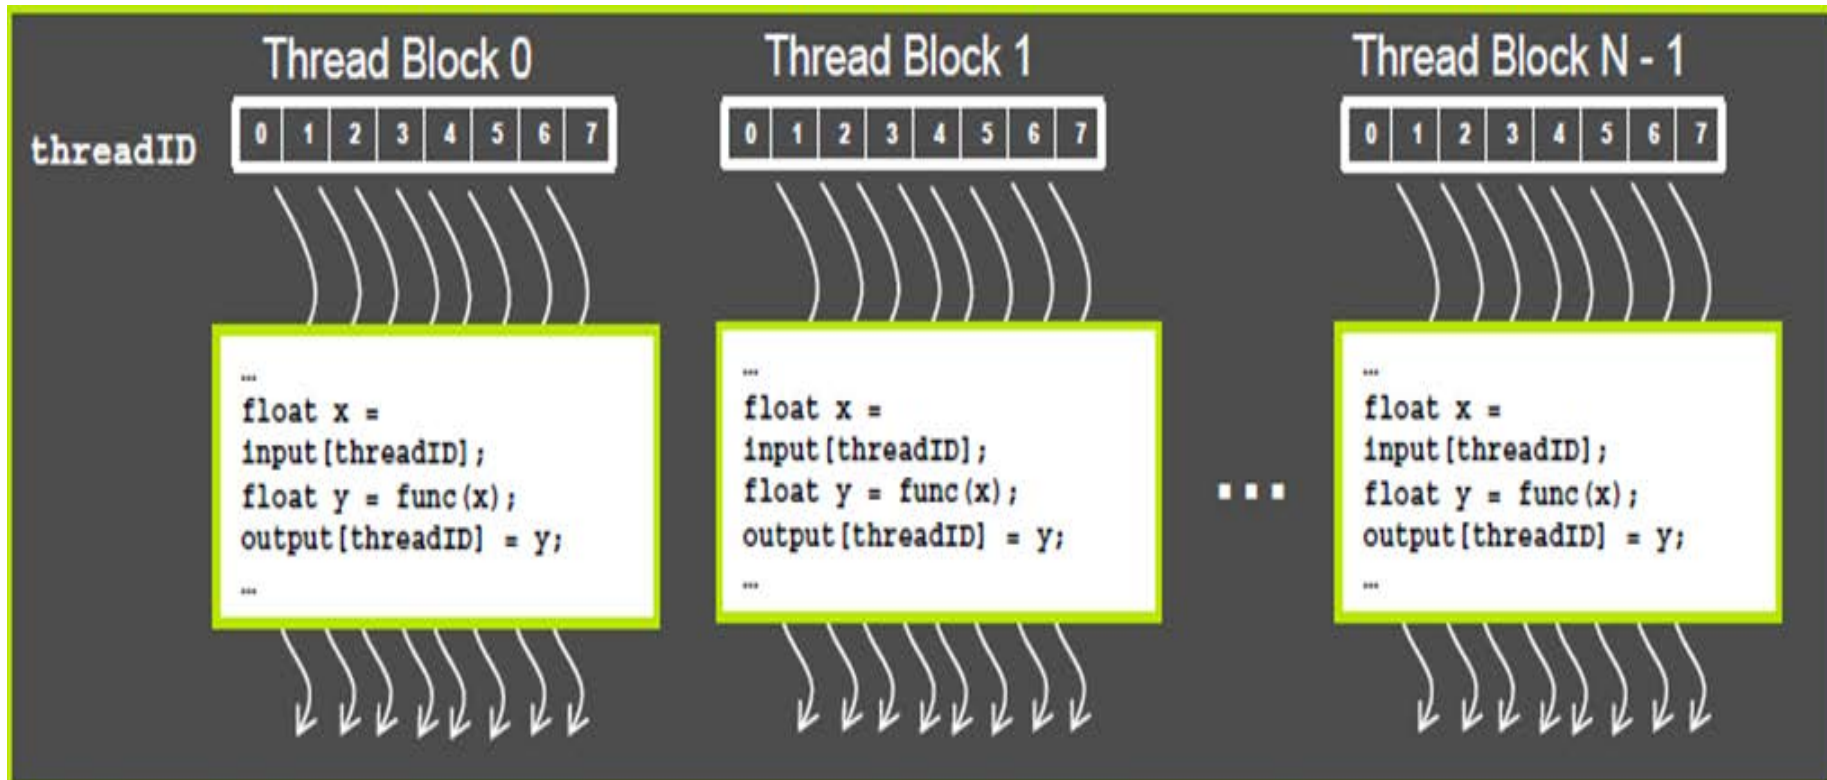 Thread Block 0
Thread Block 1
Thread Block N - 1
threadID
0 1 2 3 4 5 6 7
0 1 2 3 4 5 6 7
0 1 2 3 4 5 6 7
…
float x =
input[threadID];
float y = func(x);
output[threadID] = y;
…
…
float x =
input[threadID];
float y = func(x);
output[threadID] = y;
…
...
…
float x =
input[threadID];
float y = func(x);
output[threadID] = y;
…